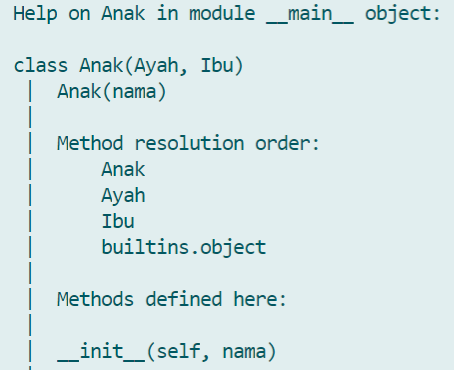 Help on Anak in module __main__ object:
class Anak(Ayah, Ibu)
 |  Anak(nama)
 |
 |  Method resolution order:
 |      Anak
 |      Ayah
 |      Ibu
 |      builtins.object
 |
 |  Methods defined here:
 |
 |  __init__(self, nama)
 |